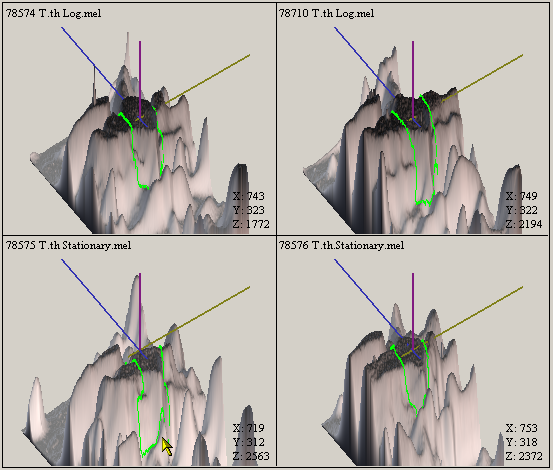 78574 T.th Log.mel
X: 743
Y: 323
Z: 1772
78710 T.th Log.mel
X: 749
Y: 322
Z: 2194
78575 T.th Stationary.mel
X: 719
Y: 312
Z: 2563
78576 T.th.Stationary.mel
X: 753
Y: 318
Z: 2372